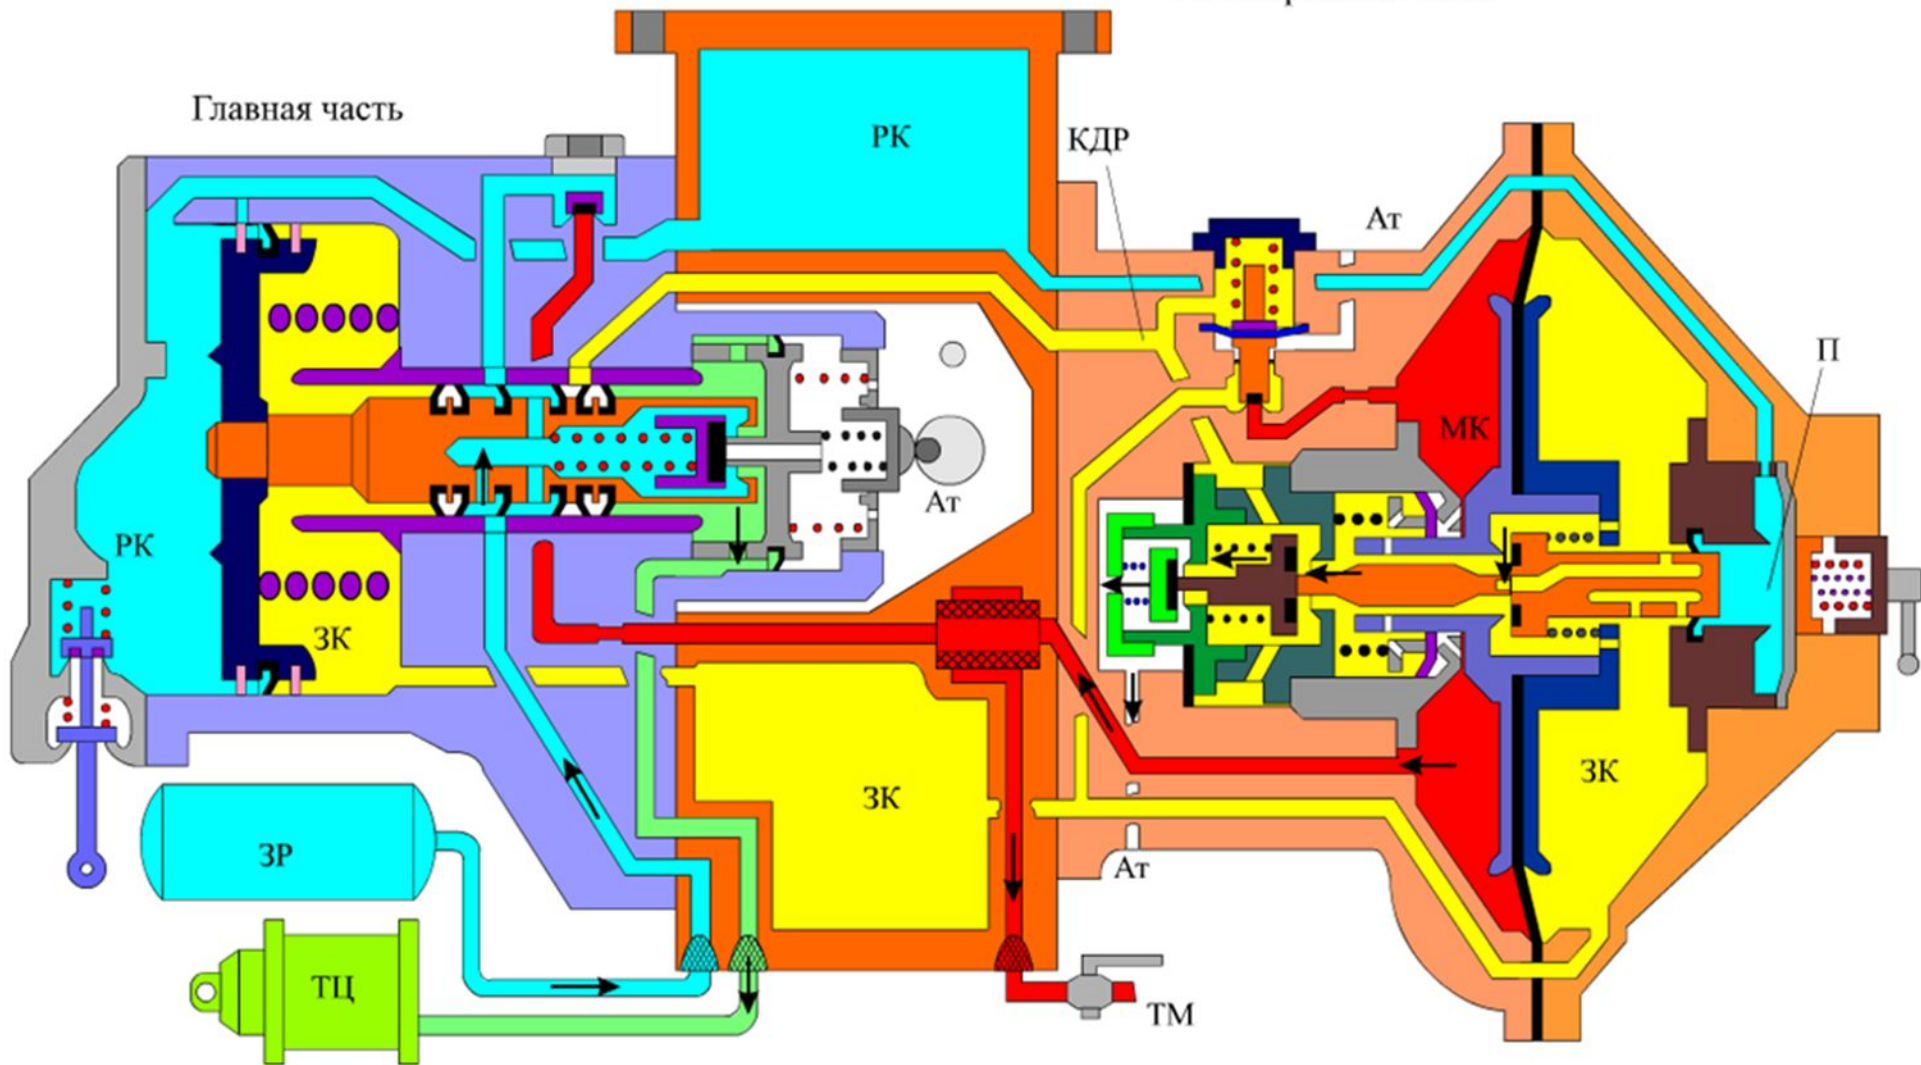 Главная часть
РК
КДР
Ат
П
МК
Ат
РК
ЗК
ЗК
ЗК
ЗР
Ат
ТЦ
ТМ